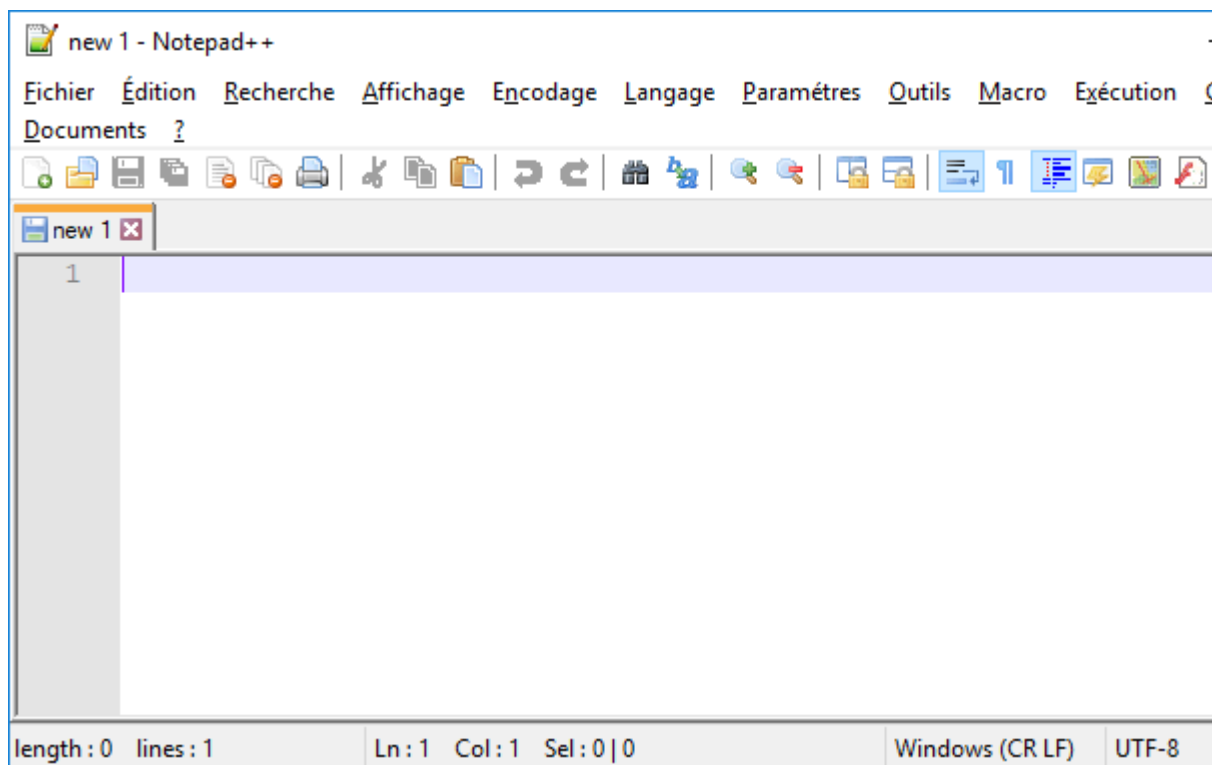 new 1 - Notepad++
Fichier Édition Recherche Affichage Encodage Langage Paramétres Outils Macro Exécution
Documents ?
new 1
1
length : 0 lines : 1 Ln : 1 Col : 1 Sel : 0 | 0 Windows (CR LF) UTF-8